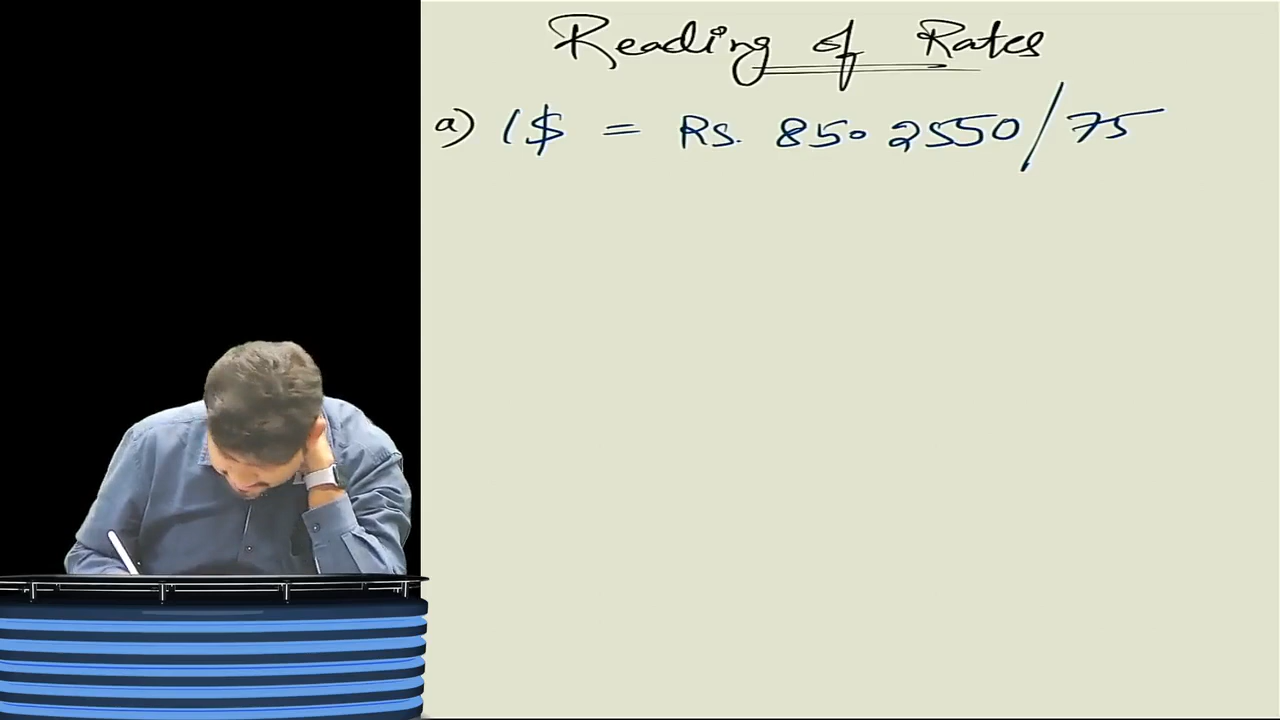 Reading of Rates
a) 1$ = Rs. 85.2550/75